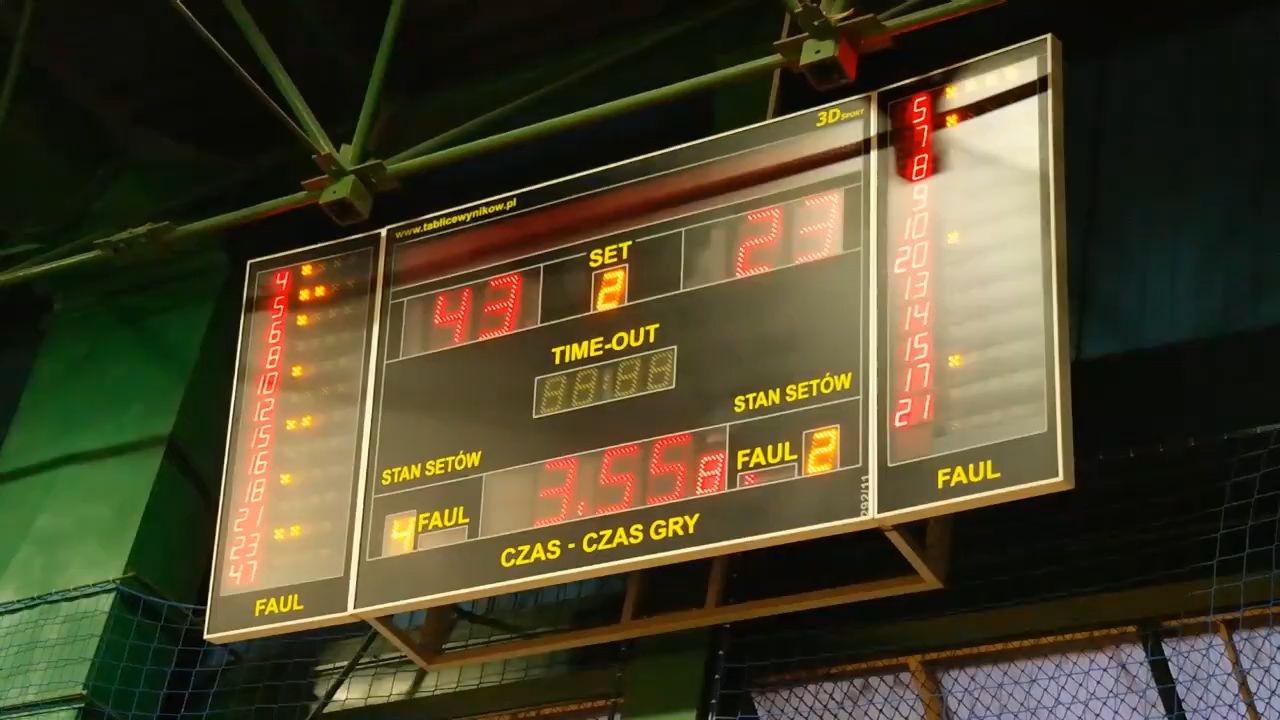 www.tablicewynikow.pl
3D SPORT
43
SET
2
23
TIME-OUT
STAN SETÓW
STAN SETÓW
4
FAUL
3.55 8
FAUL
2
CZAS - CZAS GRY
292/11
4
5
6
8
10
12
15
16
18
21
23
47
FAUL
5
7
8
9
10
20
13
14
15
17
21
FAUL